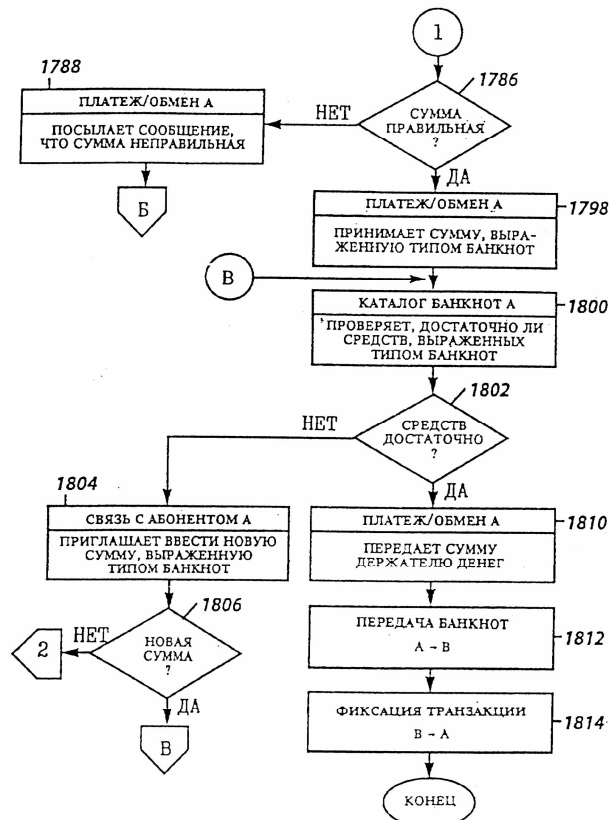 1
1788
1786
ПЛАТЕЖ/ОБМЕН А
ПОСЫЛАЕТ СООБЩЕНИЕ,
ЧТО СУММА НЕПРАВИЛЬНАЯ
НЕТ
СУММА
ПРАВИЛЬНАЯ
?
Б
ДА
ПЛАТЕЖ/ОБМЕН А
1798
ПРИНИМАЕТ СУММУ, ВЫРА-
ЖЕННУЮ ТИПОМ БАНКНОТ
В
КАТАЛОГ БАНКНОТ А
1800
ПРОВЕРЯЕТ, ДОСТАТОЧНО ЛИ
СРЕДСТВ, ВЫРАЖЕННЫХ
ТИПОМ БАНКНОТ
1802
НЕТ
СРЕДСТВ
ДОСТАТОЧНО
?
ДА
1804
СВЯЗЬ С АБОНЕНТОМ А
ПРИГЛАШАЕТ ВВЕСТИ НОВУЮ
СУММУ, ВЫРАЖЕННУЮ
ТИПОМ БАНКНОТ
ПЛАТЕЖ/ОБМЕН А
1810
ПЕРЕДАЕТ СУММУ
ДЕРЖАТЕЛЮ ДЕНЕГ
1806
2
НЕТ
НОВАЯ
СУММА
?
ДА
В
ПЕРЕДАЧА БАНКНОТ
А → В
1812
ФИКСАЦИЯ ТРАНЗАКЦИИ
В → А
1814
КОНЕЦ